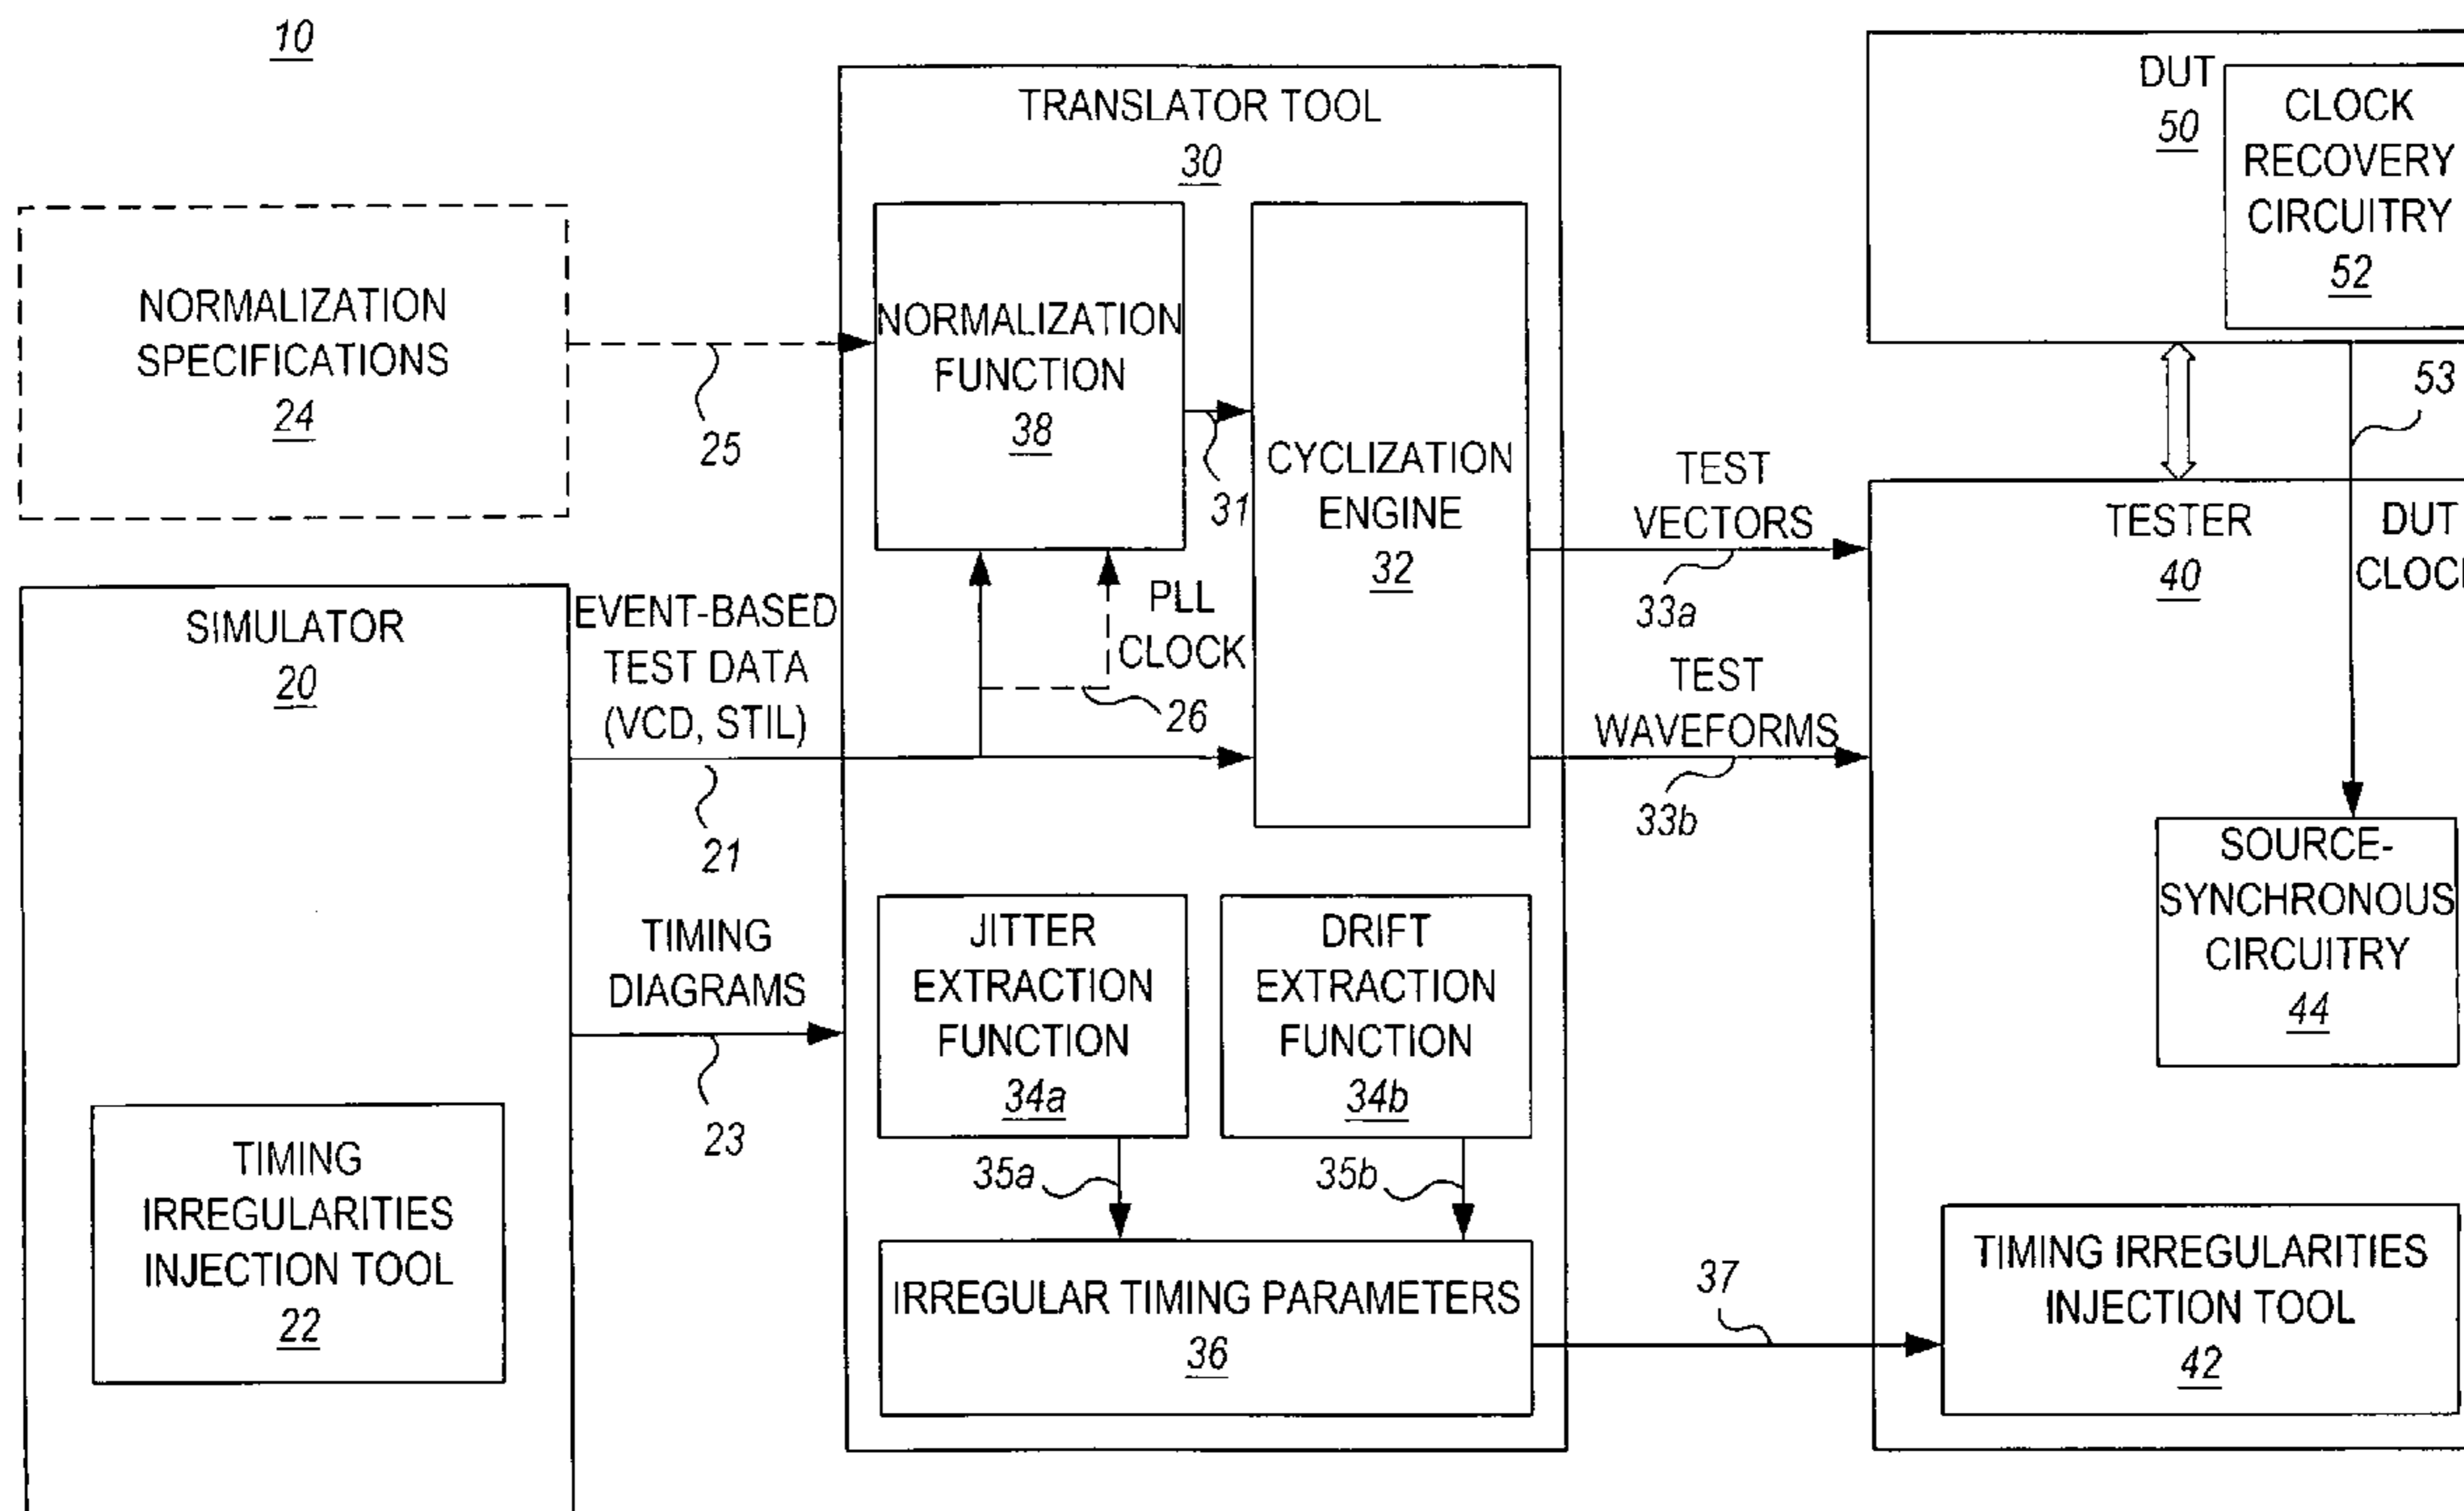 10
NORMALIZATION
SPECIFICATIONS
24
25
SIMULATOR
20
TIMING
IRREGULARITIES
INJECTION TOOL
22
EVENT-BASED
TEST DATA
(VCD, STIL)
21
TIMING
DIAGRAMS
23
TRANSLATOR TOOL
30
NORMALIZATION
FUNCTION
38
31
PLL
CLOCK
26
CYCLIZATION
ENGINE
32
JITTER
EXTRACTION
FUNCTION
34a
DRIFT
EXTRACTION
FUNCTION
34b
35a
35b
IRREGULAR TIMING PARAMETERS
36
TEST
VECTORS
33a
TEST
WAVEFORMS
33b
37
DUT
50
CLOCK
RECOVERY
CIRCUITRY
52
53
TESTER
40
DUT
CLOCK
SOURCE-
SYNCHRONOUS
CIRCUITRY
44
TIMING IRREGULARITIES
INJECTION TOOL
42